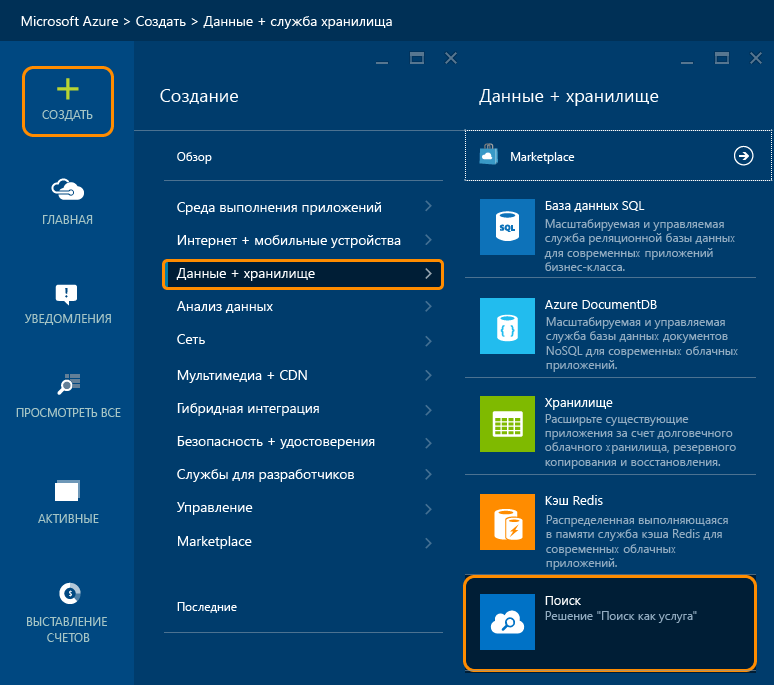 Microsoft Azure > Создать > Данные + служба хранилища
СОЗДАТЬ
ГЛАВНАЯ
УВЕДОМЛЕНИЯ
ПРОСМОТРЕТЬ ВСЕ
АКТИВНЫЕ
ВЫСТАВЛЕНИЕ
СЧЕТОВ
Создание
Обзор
Среда выполнения приложений
Интернет + мобильные устройства
Данные + хранилище
Анализ данных
Сеть
Мультимедиа + CDN
Гибридная интеграция
Безопасность + удостоверения
Службы для разработчиков
Управление
Marketplace
Последние
Данные + хранилище
Marketplace
SQL
База данных SQL
Масштабируемая и управляемая
служба реляционной базы данных
для современных приложений
бизнес-класса.
Azure DocumentDB
Масштабируемая и управляемая
служба базы данных документов
NoSQL для современных облачных
приложений.
Хранилище
Расширьте существующие
приложения за счет долговечного
облачного хранилища, резервного
копирования и восстановления.
Кэш Redis
Распределенная выполняющаяся
в памяти служба кэша Redis для
современных облачных
приложений.
Поиск
Решение "Поиск как услуга"